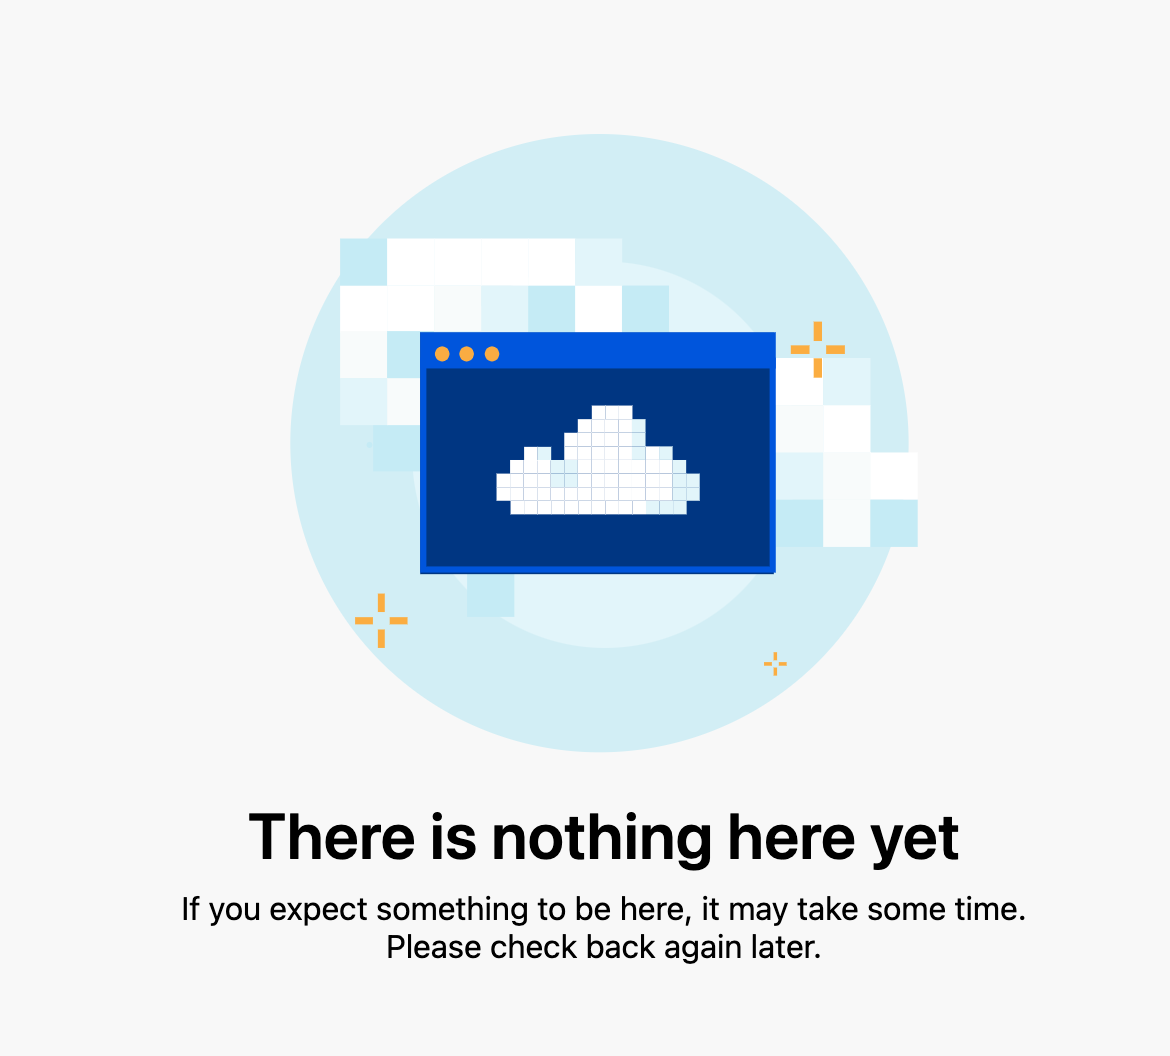 There is nothing here yet
If you expect something to be here, it may take some time.
Please check back again later.